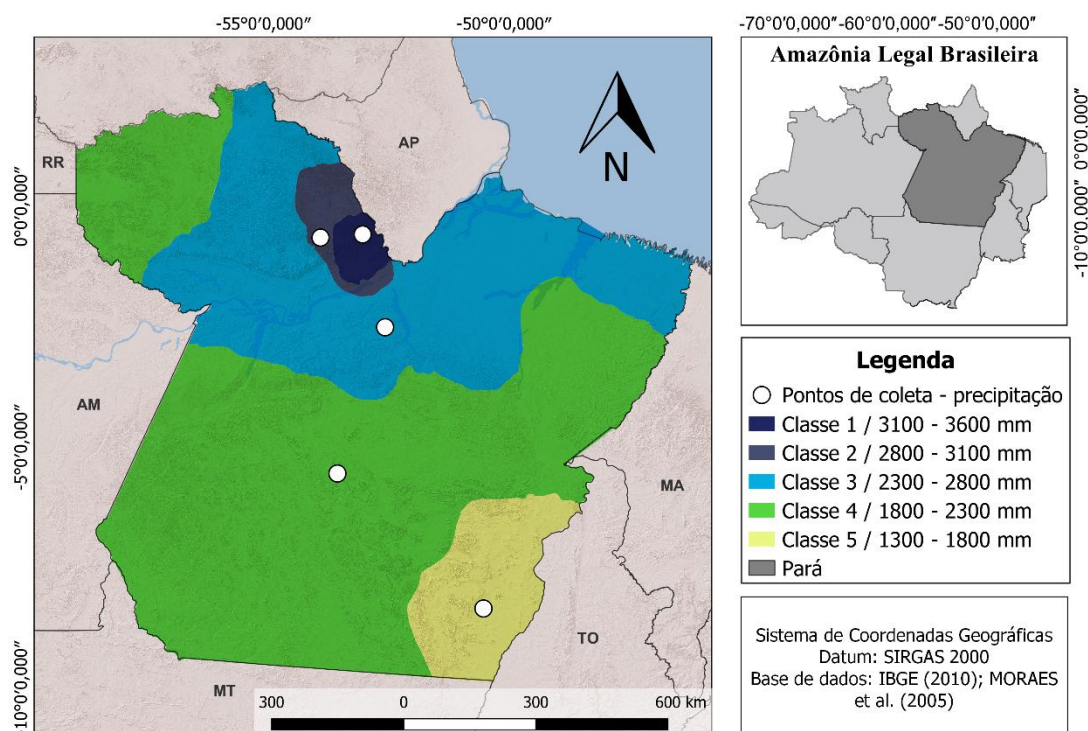 -55°0'0,000" -50°0'0,000"
0°0'0,000"
-5°0'0,000"
-10°0'0,000"
RR
AP
AM
MA
MT
TO
N
300 0 300 600 km
-70°0'0,000" -60°0'0,000" -50°0'0,000"
Amazônia Legal Brasileira
0°0'0,000"
-10°0'0,000"
Legenda
Pontos de coleta - precipitação
Classe 1 / 3100 - 3600 mm
Classe 2 / 2800 - 3100 mm
Classe 3 / 2300 - 2800 mm
Classe 4 / 1800 - 2300 mm
Classe 5 / 1300 - 1800 mm
Pará
Sistema de Coordenadas Geográficas
Datum: SIRGAS 2000
Base de dados: IBGE (2010); MORAES
et al. (2005)